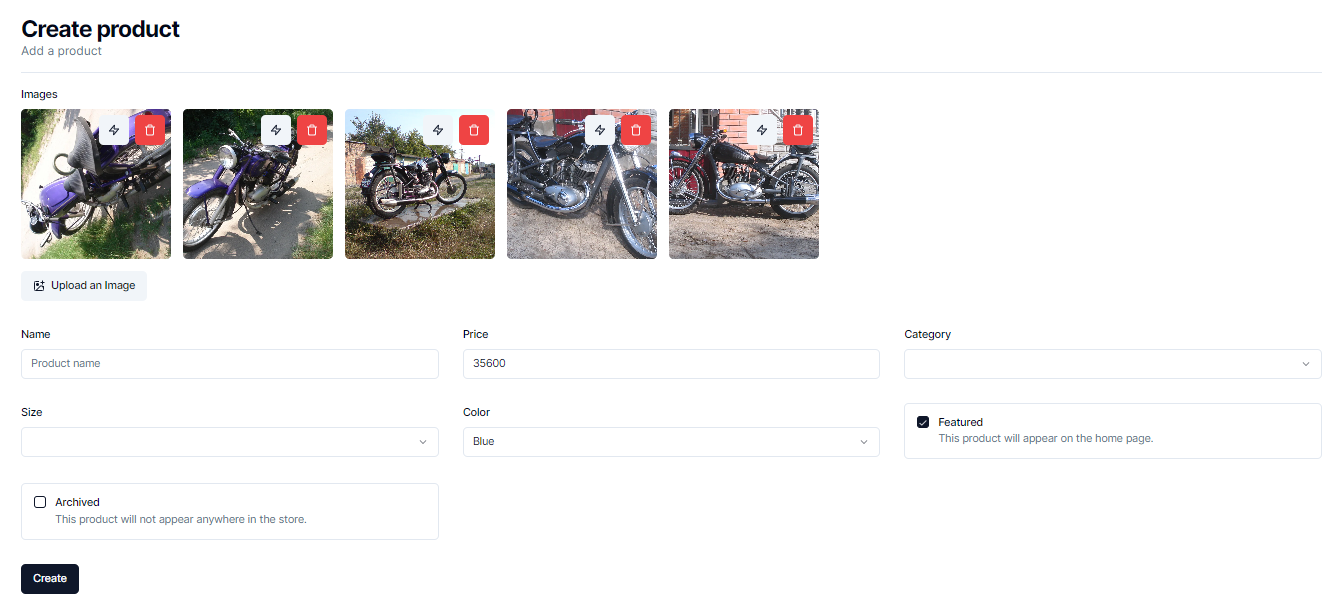 Create product
Add a product
Images
Upload an Image
Name
Price
Category
Product name
35600
Size
Color
Blue
Featured
This product will appear on the home page.
Archived
This product will not appear anywhere in the store.
Create